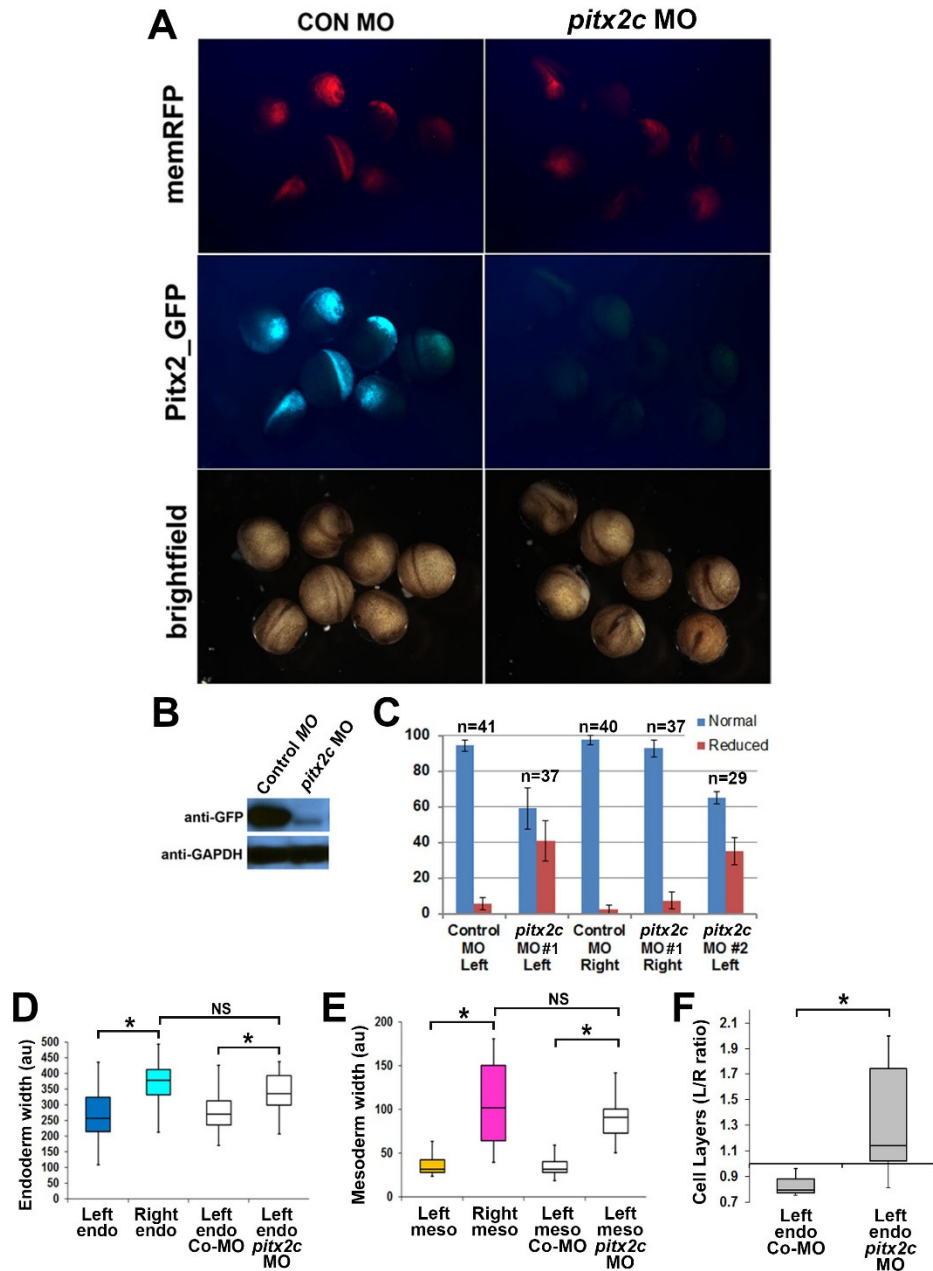 A
CON MO
pitx2c MO
memRFP
Pitx2_GFP
brightfield
B
Control MO
pitx2c MO
anti-GFP
anti-GAPDH
C
Normal
Reduced
n=41
n=37
n=40
n=37
n=29
100
80
60
40
20
0
Control MO Left
pitx2c MO #1 Left
Control MO Right
pitx2c MO #1 Right
pitx2c MO #2 Left
D
Endoderm width (au)
500
450
400
350
300
250
200
150
100
50
0
*
NS
*
Left endo
Right endo
Left endo Co-MO
Left endo pitx2c MO
E
Mesoderm width (au)
200
150
100
50
0
*
NS
*
Left meso
Right meso
Left meso Co-MO
Left meso pitx2c MO
F
Cell Layers (L/R ratio)
2.1
1.9
1.7
1.5
1.3
1.1
0.9
0.7
*
Left endo Co-MO
Left endo pitx2c MO